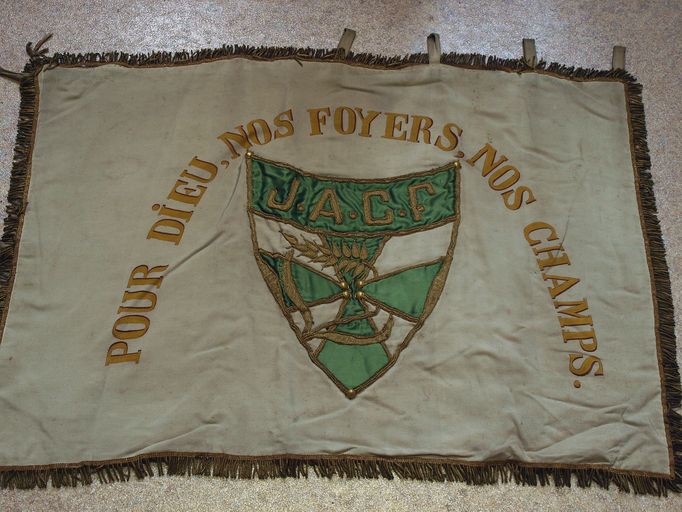 POUR DIEU, NOS FOYERS, NOS CHAMPS.
J.A.C.F